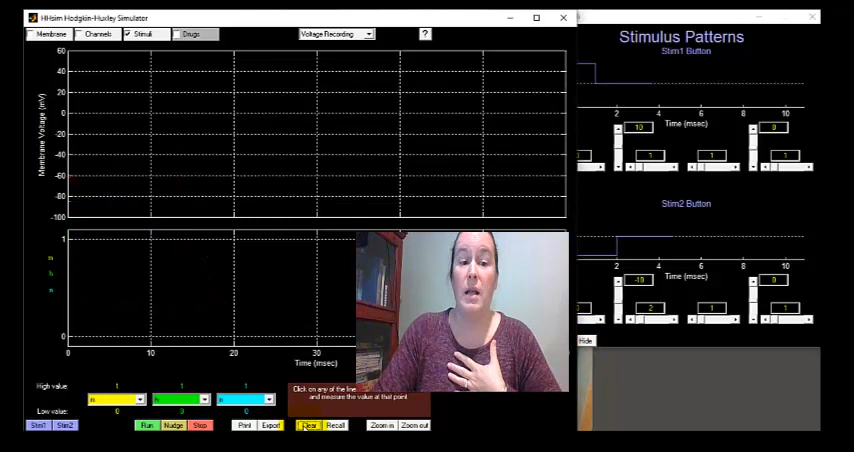 HHsim Hodgkin-Huxley Simulator
Membrane Channels Stimuli Drugs Voltage Recording ?
60
40
20
0
-20
-40
-60
-80
-100
Membrane Voltage (mV)
1
0
m
h
n
0 10 20 30
Time (msec)
High value: 1 1 1
m h n
Low value: 0 0 0
Click on any of the line
and measure the value at that point
Stim1 Stim2 Run Nudge Stop Print Export Clear Recall Zoom in Zoom out
Stimulus Patterns
Stim1 Button
2 4 6 8 10
Time (msec)
10 0
1 1 1
Stim2 Button
2 4 6 8 10
Time (msec)
-10 0
2 1 1
Hide